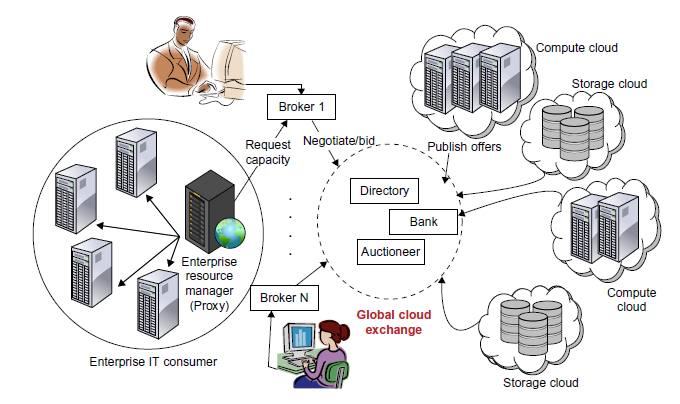 Compute cloud
Storage cloud
Broker 1
Request
capacity
Negotiate/bid
Publish offers
Directory
Bank
Auctioneer
Enterprise
resource
manager
(Proxy)
Broker N
Global cloud
exchange
Compute
cloud
Enterprise IT consumer
Storage cloud